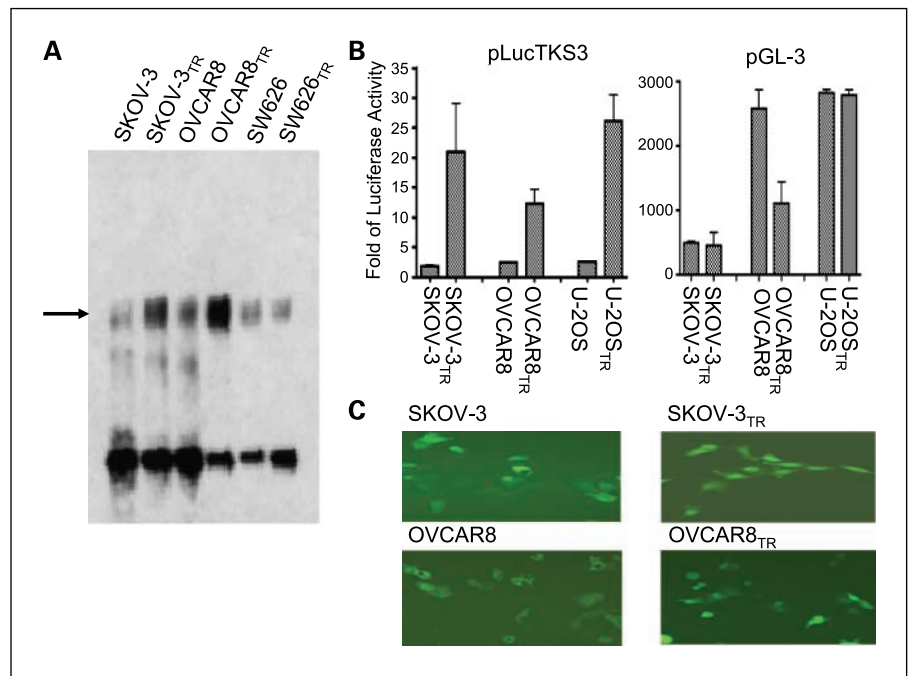 A
SKOV-3
SKOV-3TR
OVCAR8
OVCAR8TR
SW626
SW626TR
B
pLucTKS3
Fold of Luciferase Activity
35
30
25
20
15
10
5
0
SKOV-3
SKOV-3TR
OVCAR8
OVCAR8TR
U-2OS
U-2OSTR
pGL-3
3000
2000
1000
0
SKOV-3
SKOV-3TR
OVCAR8
OVCAR8TR
U-2OS
U-2OSTR
C
SKOV-3
SKOV-3TR
OVCAR8
OVCAR8TR